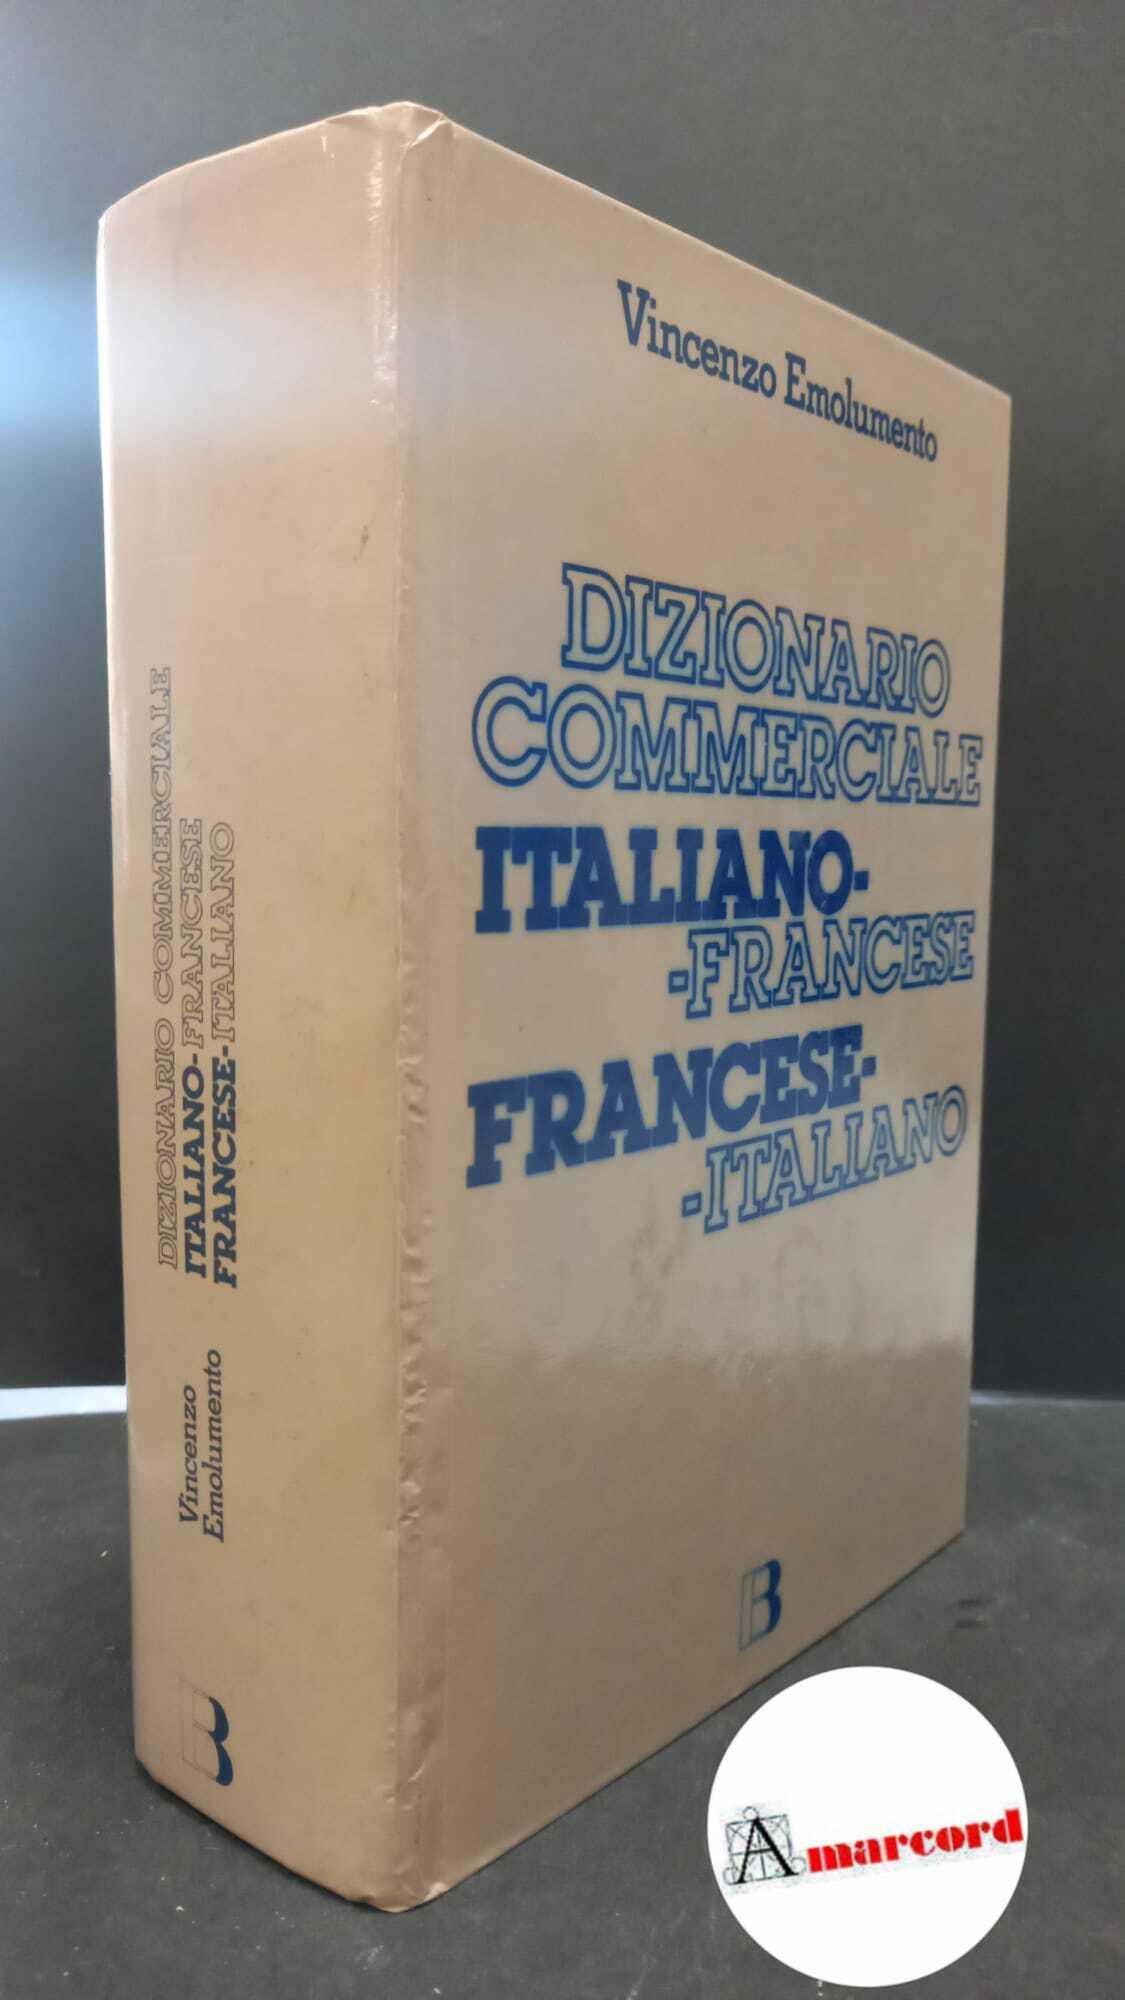 Vincenzo Emolumento
DIZIONARIO
COMMERCIALE
ITALIANO-
-FRANCESE
FRANCESE-
-ITALIANO
B
DIZIONARIO COMMERCIALE
ITALIANO-FRANCESE
FRANCESE-ITALIANO
Vincenzo
Emolumento
B
Amarcord